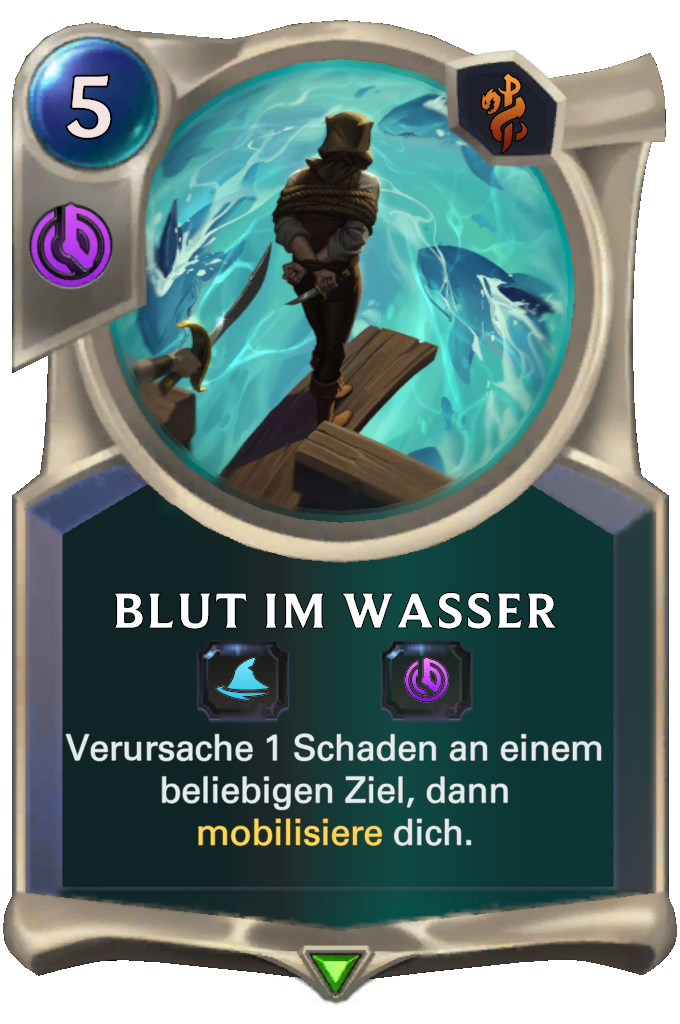 5
BLUT IM WASSER
Verursache 1 Schaden an einem
beliebigen Ziel, dann
mobilisiere dich.